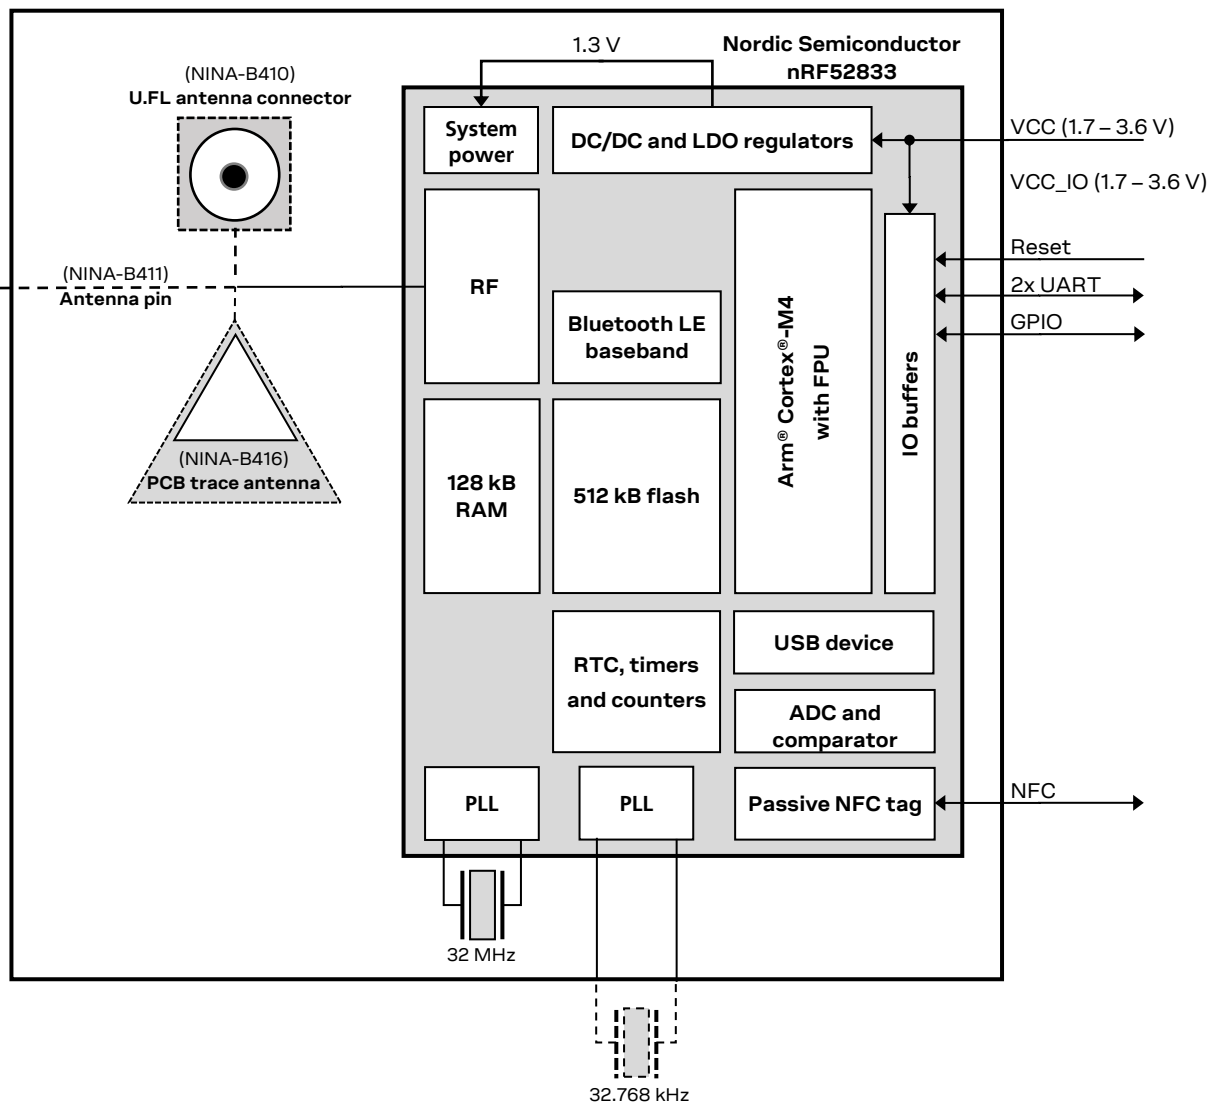 1.3 V
Nordic Semiconductor
nRF52833
(NINA-B410)
U.FL antenna connector
System
power
DC/DC and LDO regulators
VCC (1.7 – 3.6 V)
VCC_IO (1.7 – 3.6 V)
Reset
2x UART
GPIO
(NINA-B411)
Antenna pin
RF
Bluetooth LE
baseband
Arm® Cortex®-M4
with FPU
IO buffers
(NINA-B416)
PCB trace antenna
128 kB
RAM
512 kB flash
RTC, timers
and counters
USB device
ADC and
comparator
PLL
PLL
Passive NFC tag
NFC
32 MHz
32.768 kHz